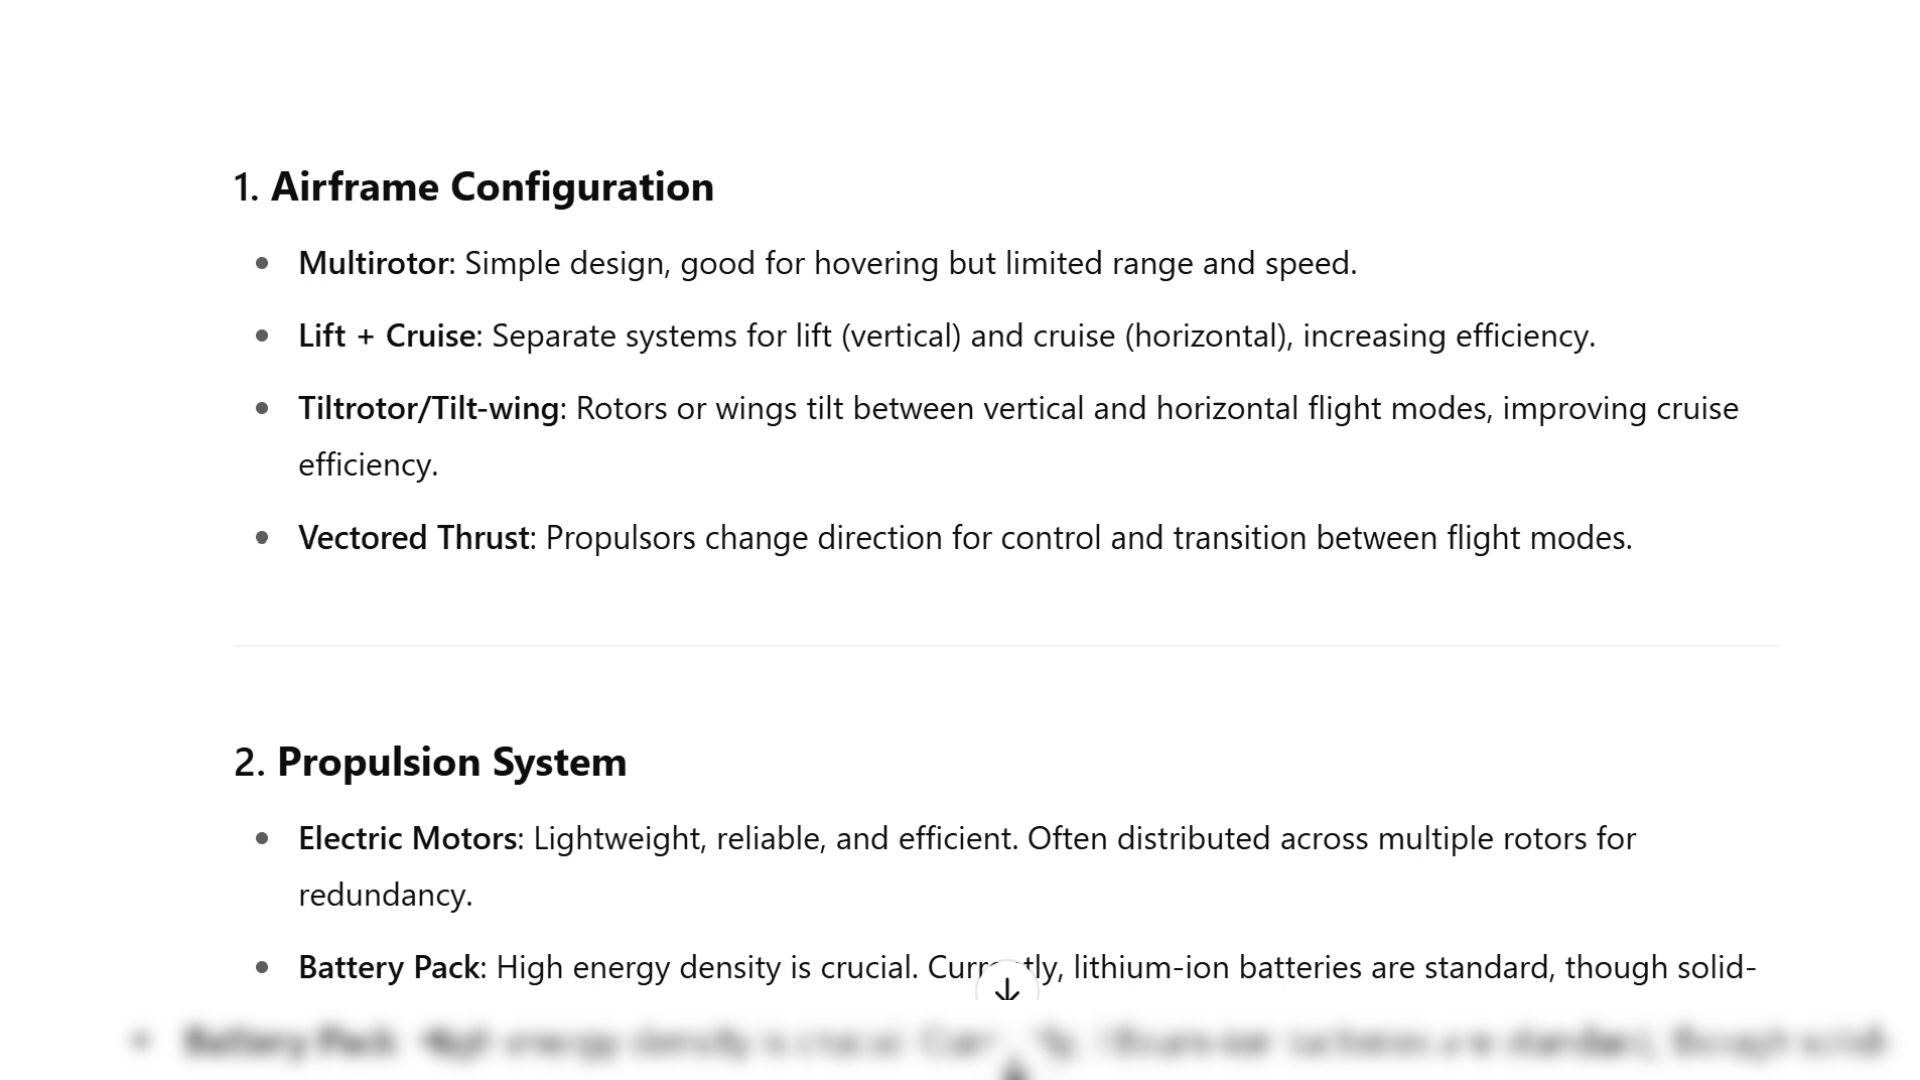 1. Airframe Configuration
Multirotor: Simple design, good for hovering but limited range and speed.
Lift + Cruise: Separate systems for lift (vertical) and cruise (horizontal), increasing efficiency.
Tiltrotor/Tilt-wing: Rotors or wings tilt between vertical and horizontal flight modes, improving cruise
efficiency.
Vectored Thrust: Propulsors change direction for control and transition between flight modes.
2. Propulsion System
Electric Motors: Lightweight, reliable, and efficient. Often distributed across multiple rotors for
redundancy.
Battery Pack: High energy density is crucial. Currently, lithium-ion batteries are standard, though solid-